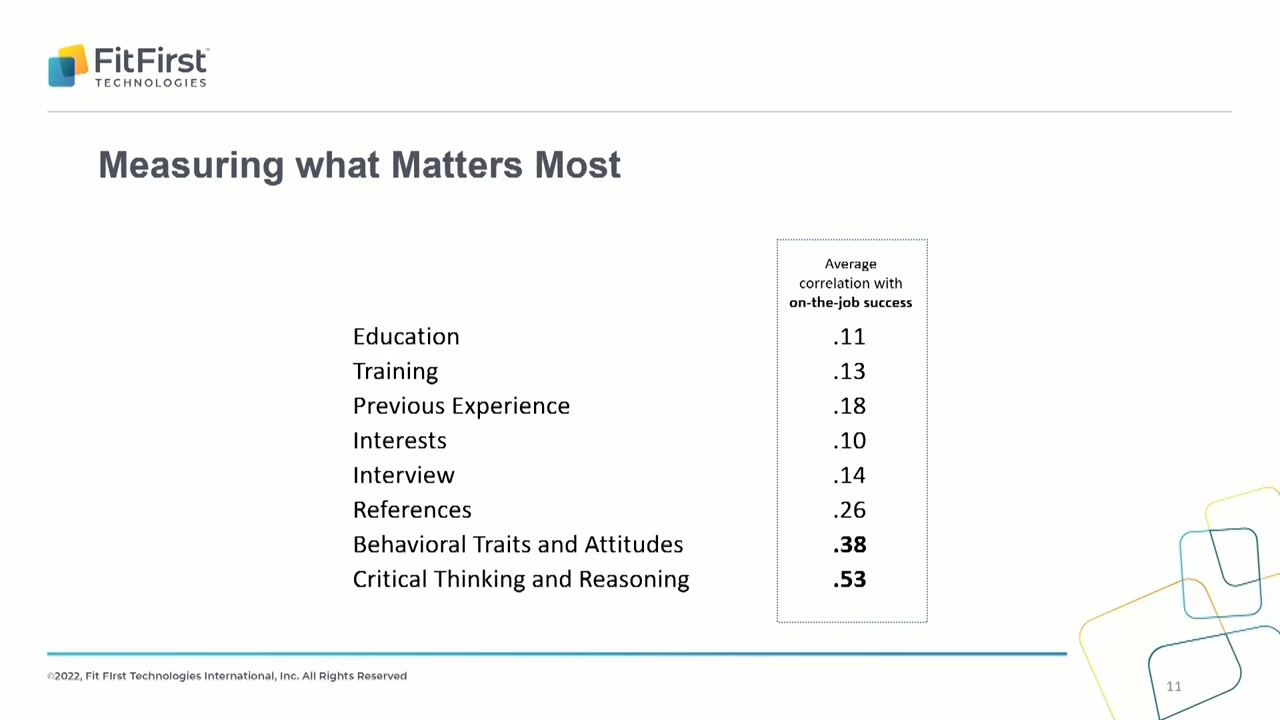 FitFirst™
TECHNOLOGIES
Measuring what Matters Most
Average
correlation with
on-the-job success
Education .11
Training .13
Previous Experience .18
Interests .10
Interview .14
References .26
Behavioral Traits and Attitudes .38
Critical Thinking and Reasoning .53
©2022, Fit FIrst Technologies International, Inc. All Rights Reserved
11